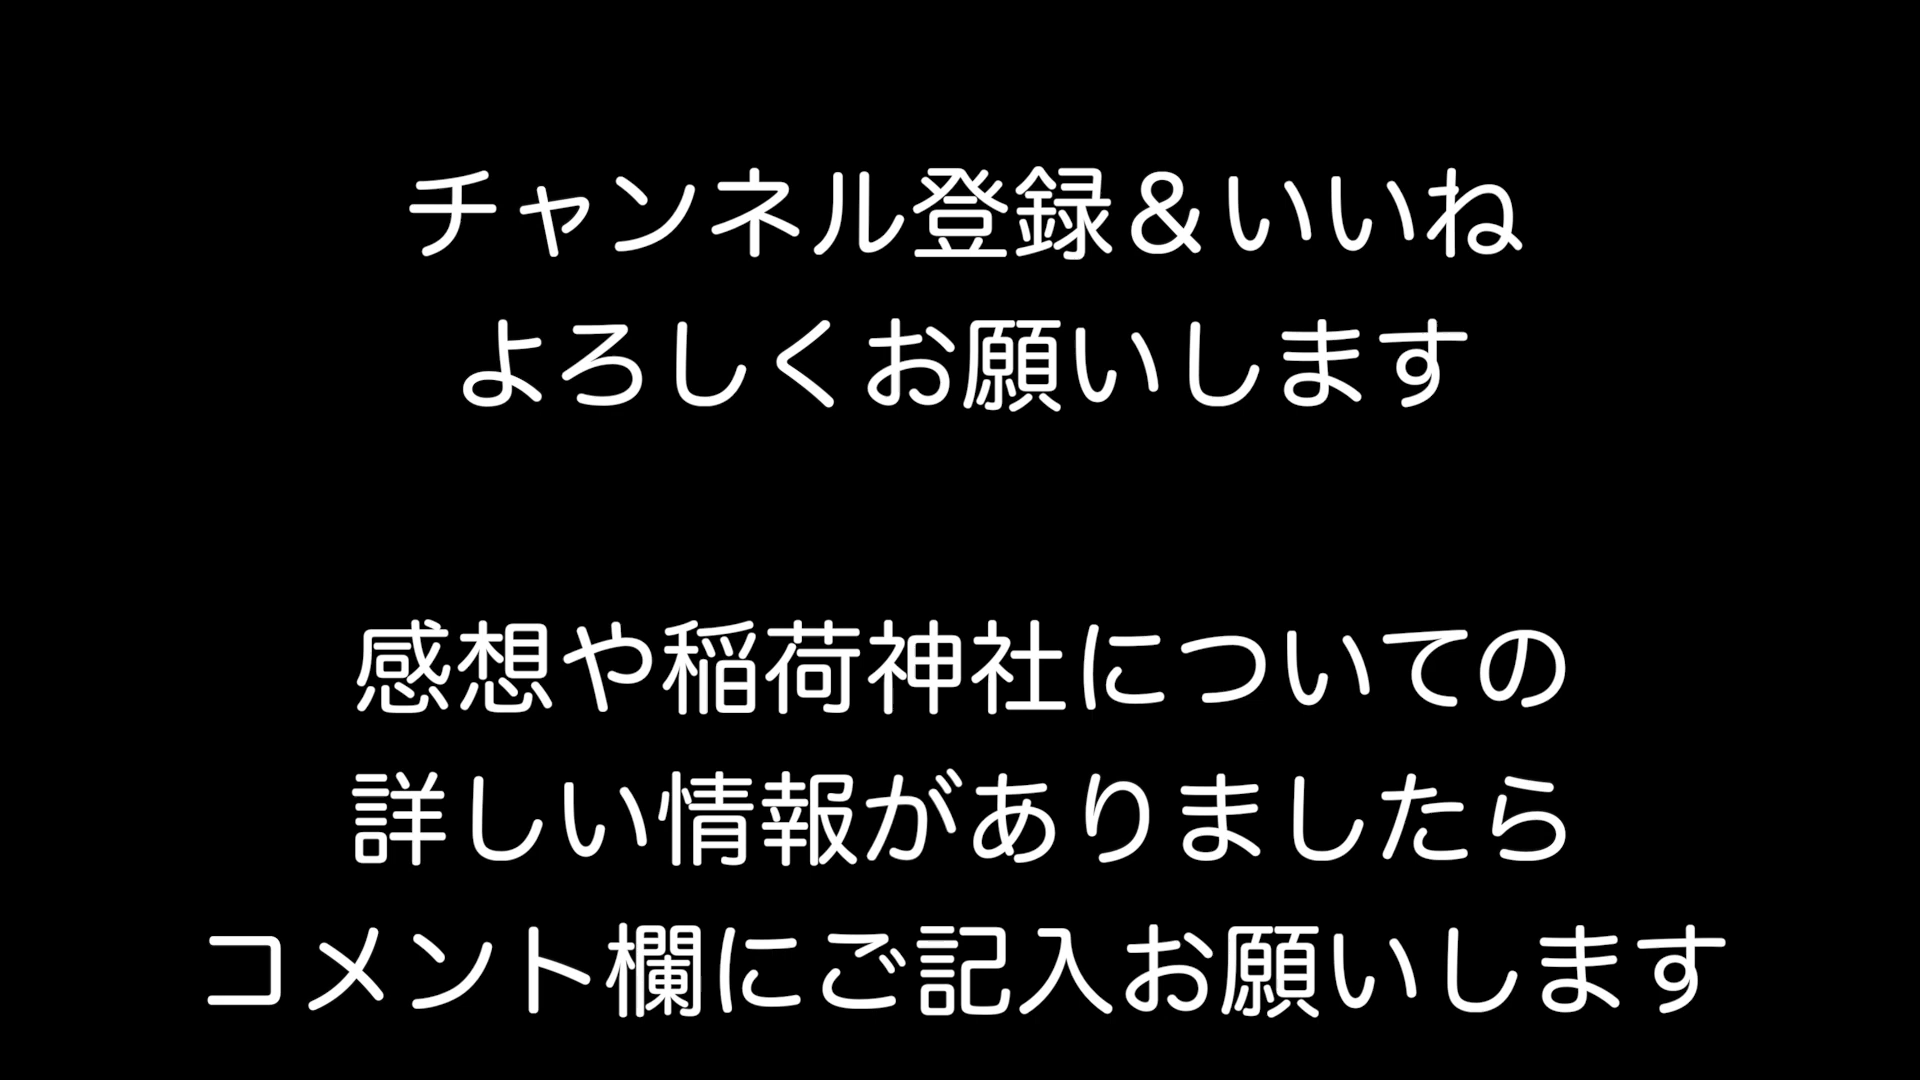 チャンネル登録＆いいね
よろしくお願いします
感想や稲荷神社についての
詳しい情報がありましたら
コメント欄にご記入お願いします